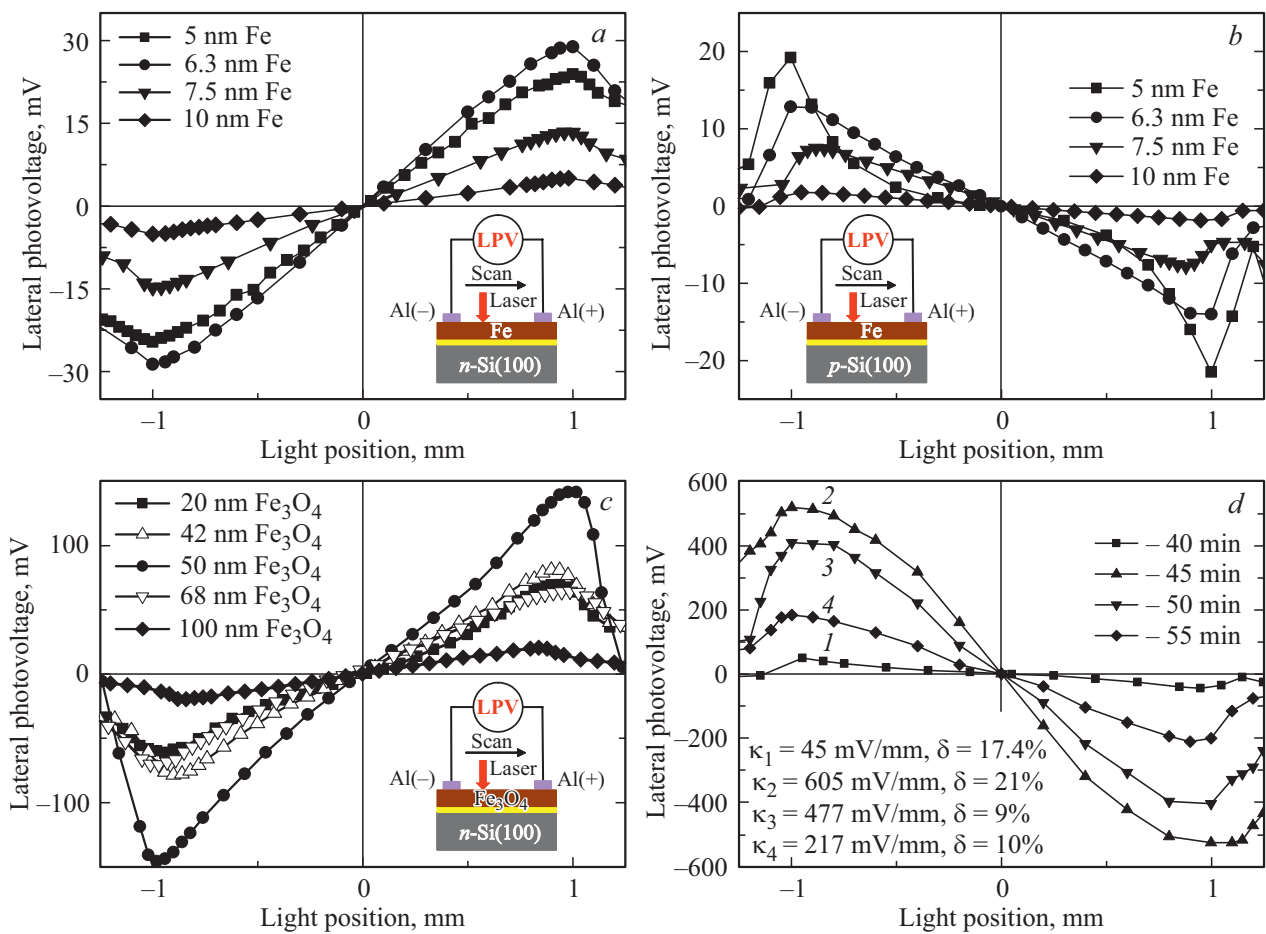 a
5 nm Fe
6.3 nm Fe
7.5 nm Fe
10 nm Fe
30
15
0
−15
−30
Lateral photovoltage, mV
LPV
Scan
Laser
Al(−)
Al(+)
Fe
n-Si(100)
−1
0
1
Light position, mm
b
5 nm Fe
6.3 nm Fe
7.5 nm Fe
10 nm Fe
20
10
0
−10
−20
Lateral photovoltage, mV
LPV
Scan
Laser
Al(−)
Al(+)
Fe
p-Si(100)
−1
0
1
Light position, mm
c
20 nm Fe₃O₄
42 nm Fe₃O₄
50 nm Fe₃O₄
68 nm Fe₃O₄
100 nm Fe₃O₄
100
0
−100
Lateral photovoltage, mV
LPV
Scan
Laser
Al(−)
Al(+)
Fe₃O₄
n-Si(100)
−1
0
1
Light position, mm
d
600
400
200
0
−200
−400
−600
Lateral photovoltage, mV
2
3
4
1
– 40 min
– 45 min
– 50 min
– 55 min
κ₁ = 45 mV/mm, δ = 17.4%
κ₂ = 605 mV/mm, δ = 21%
κ₃ = 477 mV/mm, δ = 9%
κ₄ = 217 mV/mm, δ = 10%
−1
0
1
Light position, mm